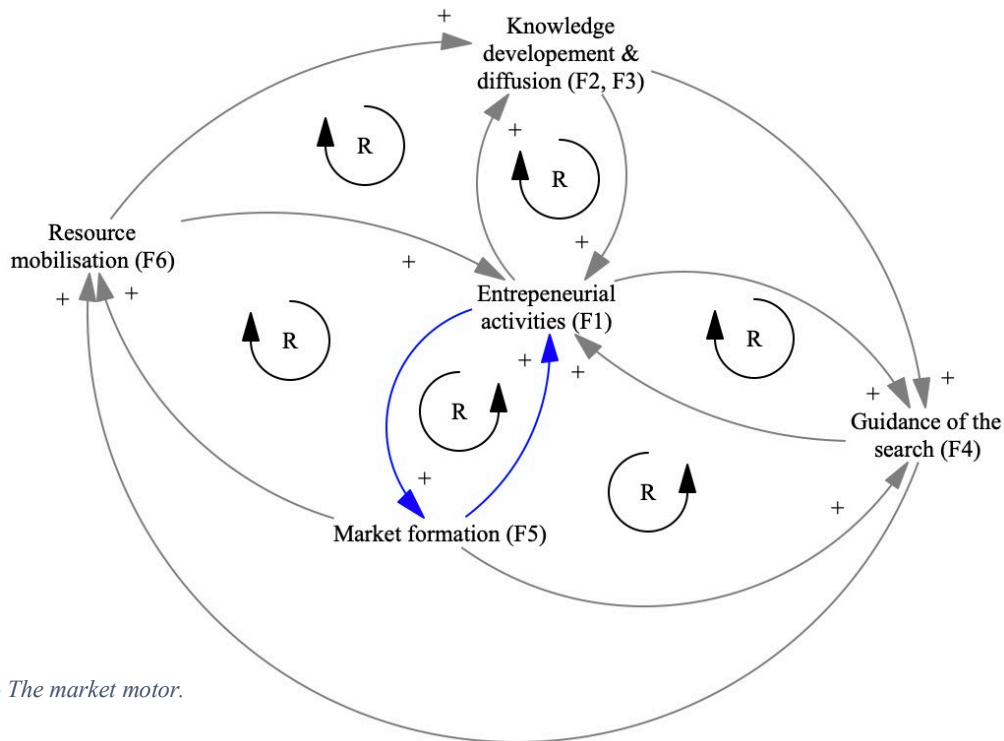 +
Knowledge
developement &
diffusion (F2, F3)
R
+
R
Resource
mobilisation (F6)
+
+
+
+
Entrepeneurial
activities (F1)
R
R
+
+
R
+
+
Guidance of the
search (F4)
+
R
+
Market formation (F5)
The market motor.